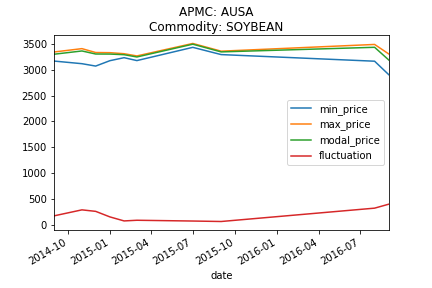 APMC: AUSA
Commodity: SOYBEAN
3500
3000
2500
2000
1500
1000
500
0
min_price
max_price
modal_price
fluctuation
2014-10
2015-01
2015-04
2015-07
2015-10
2016-01
2016-04
2016-07
date